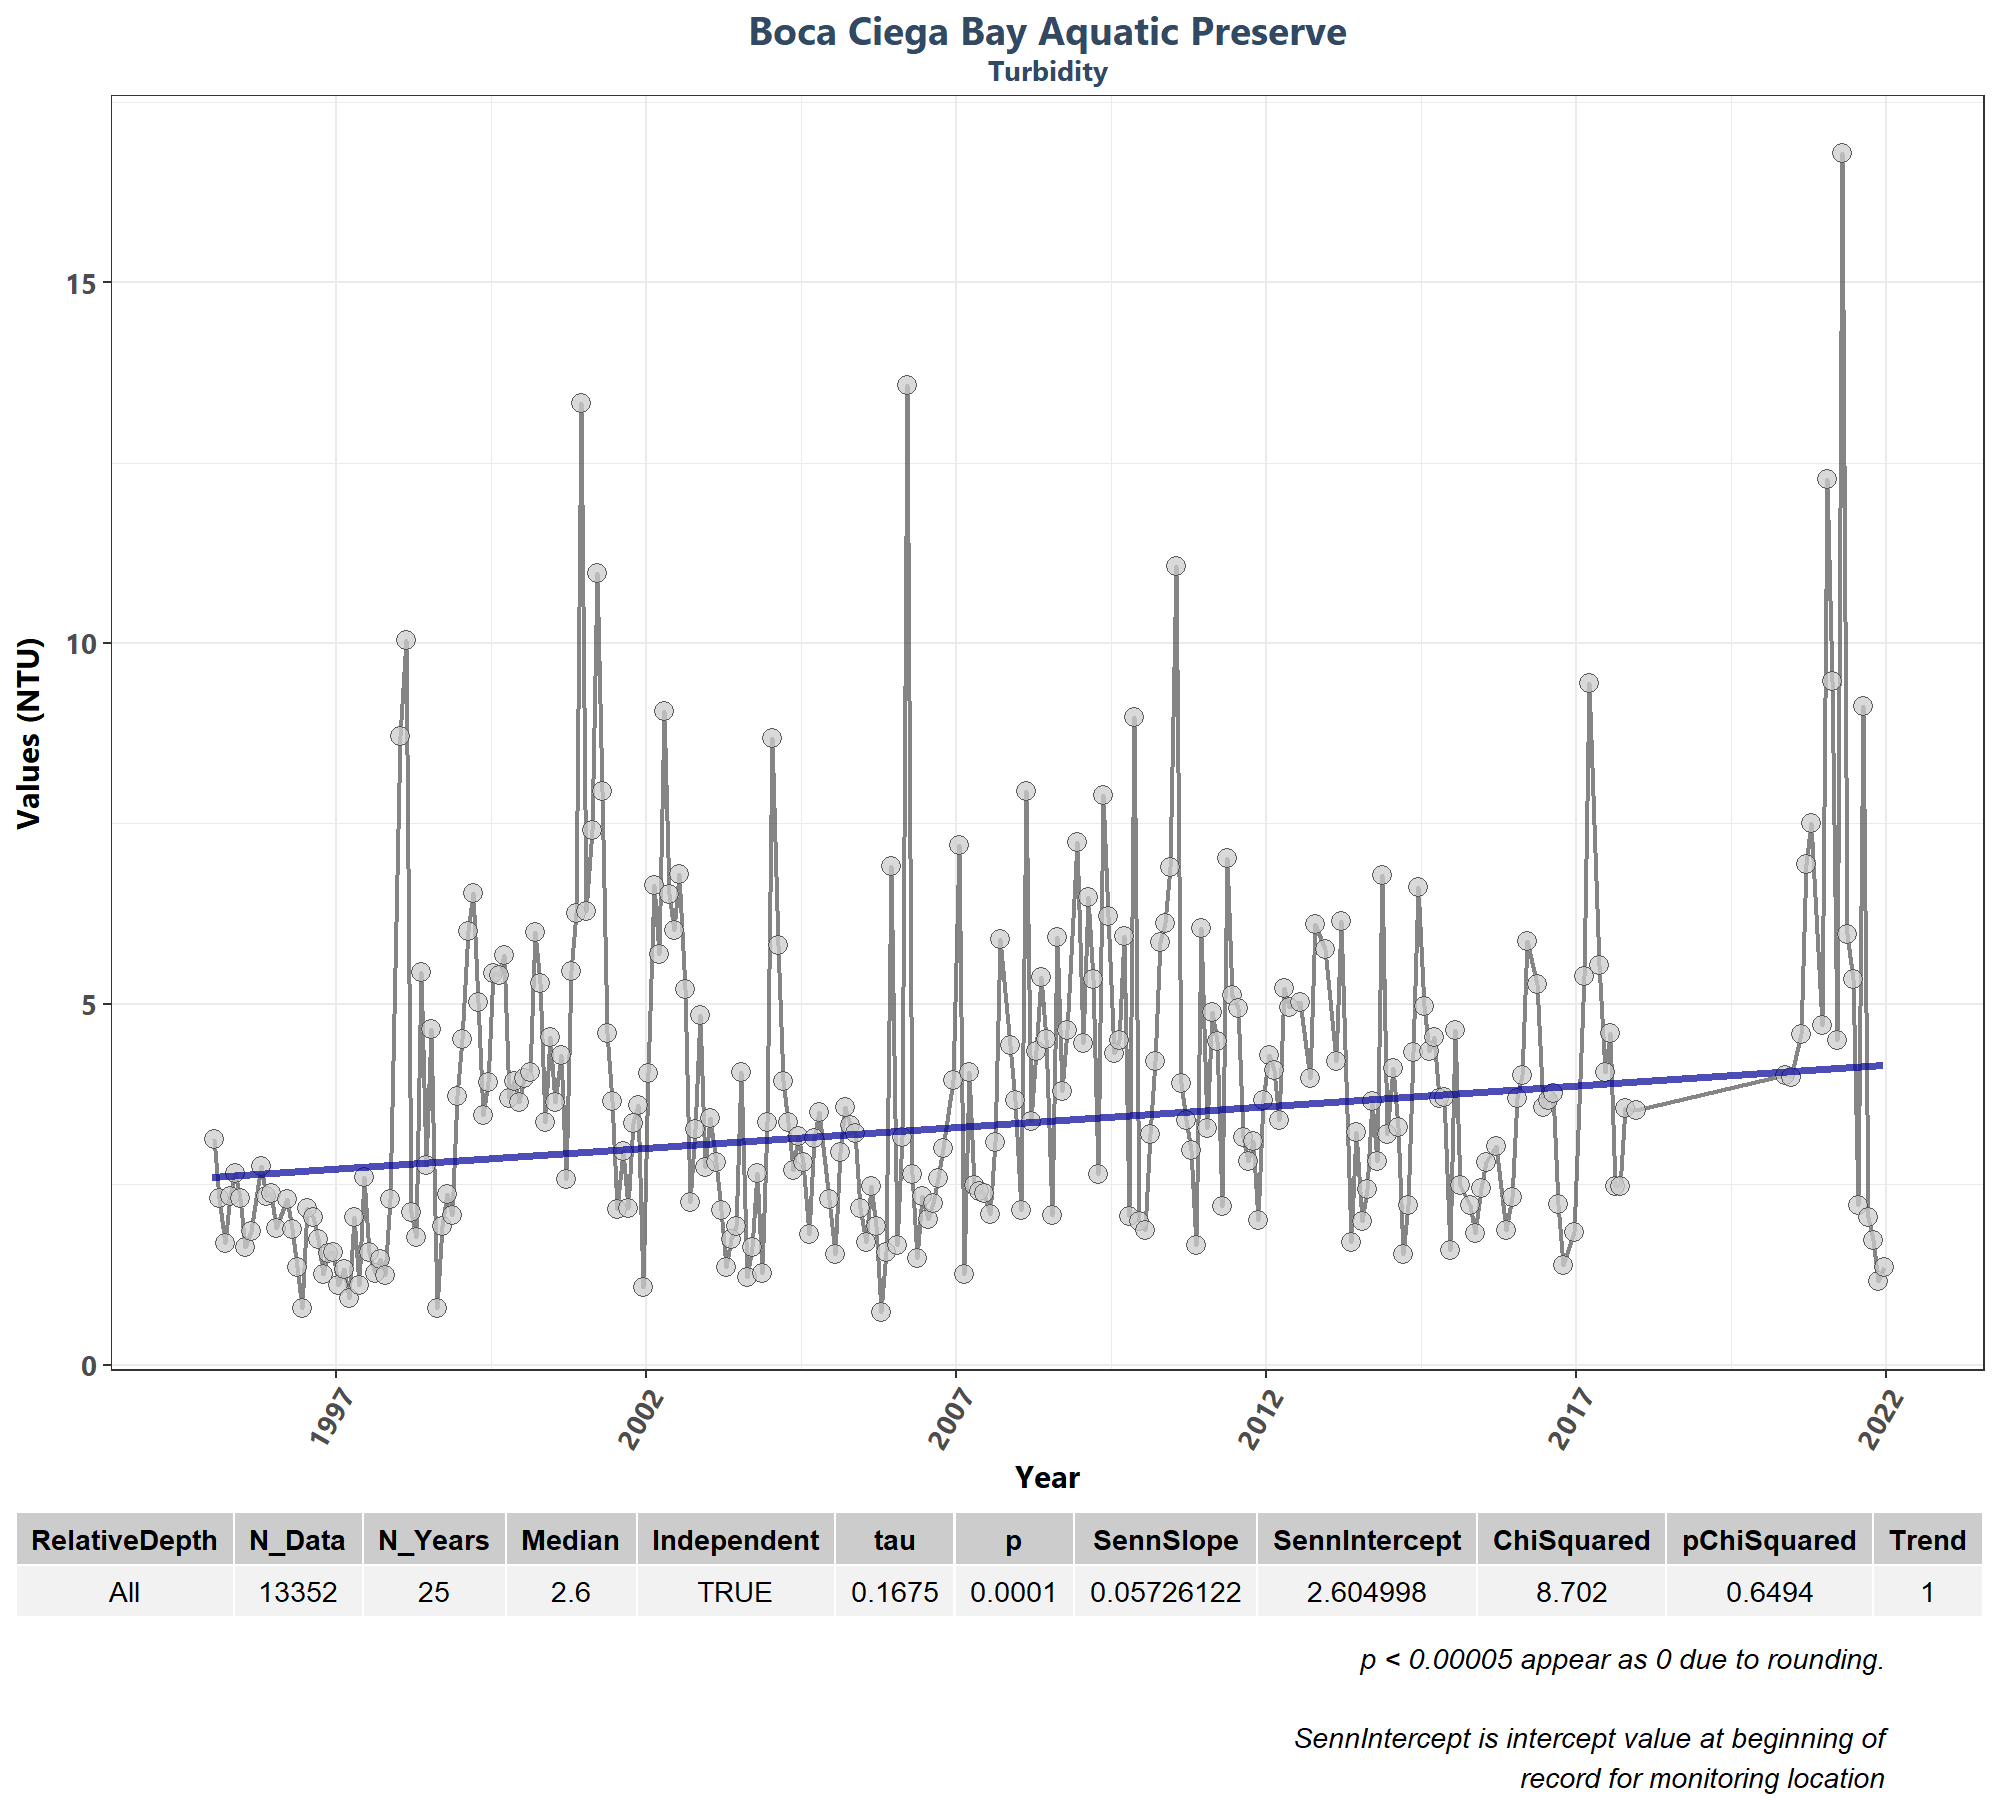 Boca Ciega Bay Aquatic Preserve
Turbidity
Values (NTU)
15
10
5
0
1997 2002 2007 2012 2017 2022
Year
RelativeDepth N_Data N_Years Median Independent tau p SennSlope SennIntercept ChiSquared pChiSquared Trend
All 13352 25 2.6 TRUE 0.1675 0.0001 0.05726122 2.604998 8.702 0.6494 1
p < 0.00005 appear as 0 due to rounding.
SennIntercept is intercept value at beginning of
record for monitoring location